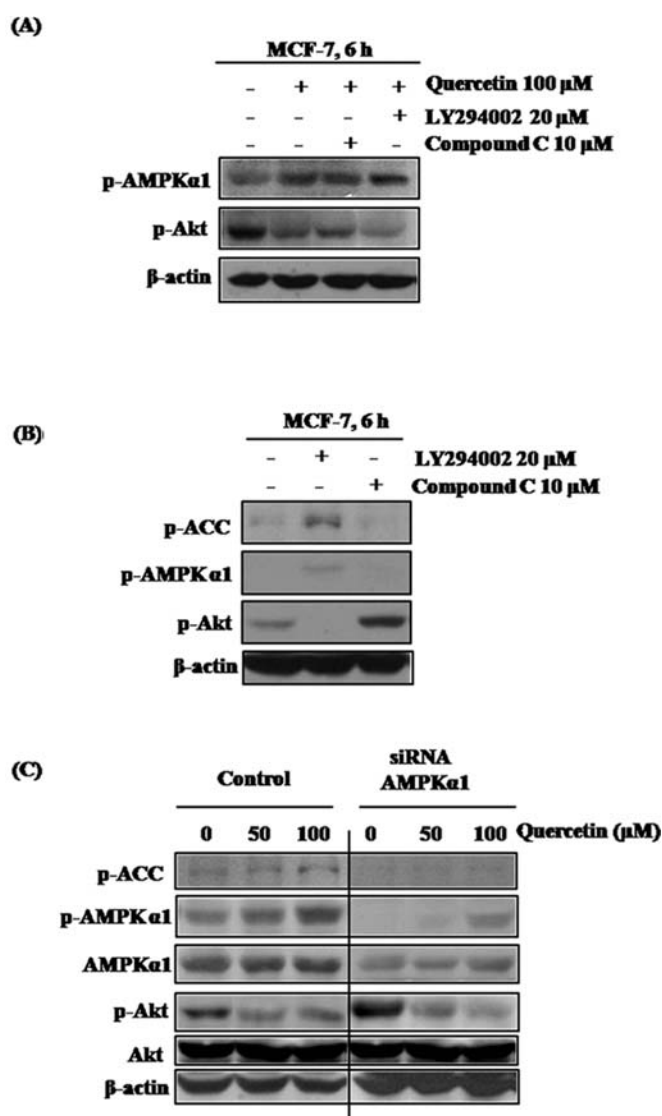 (A)
MCF-7, 6 h
- + + + Quercetin 100 μM
- - - + LY294002 20 μM
- - + - Compound C 10 μM
p-AMPKα1
p-Akt
β-actin
(B)
MCF-7, 6 h
- + - LY294002 20 μM
- - + Compound C 10 μM
p-ACC
p-AMPKα1
p-Akt
β-actin
(C)
Control siRNA AMPKα1
0 50 100 0 50 100 Quercetin (μM)
p-ACC
p-AMPKα1
AMPKα1
p-Akt
Akt
β-actin